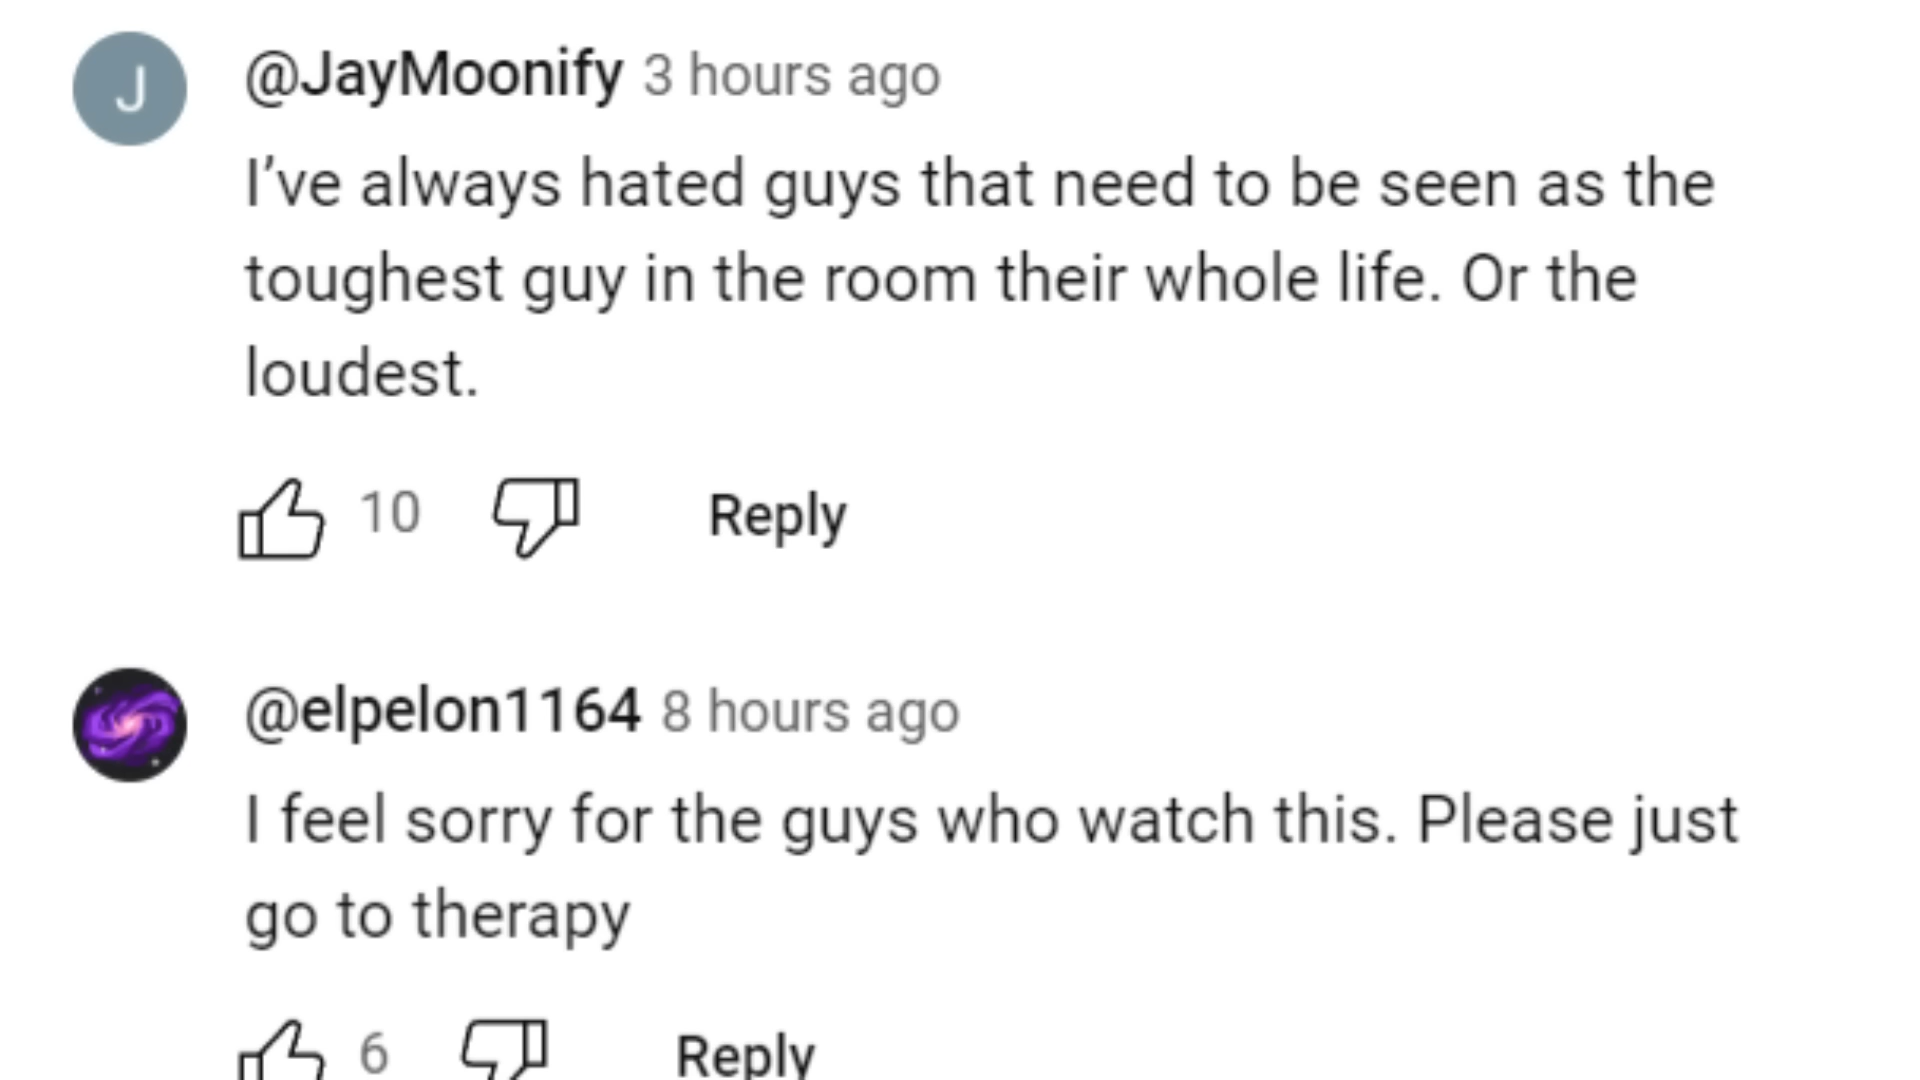 J
@JayMoonify 3 hours ago
I’ve always hated guys that need to be seen as the
toughest guy in the room their whole life. Or the
loudest.
10 Reply
@elpelon1164 8 hours ago
I feel sorry for the guys who watch this. Please just
go to therapy
6 Reply